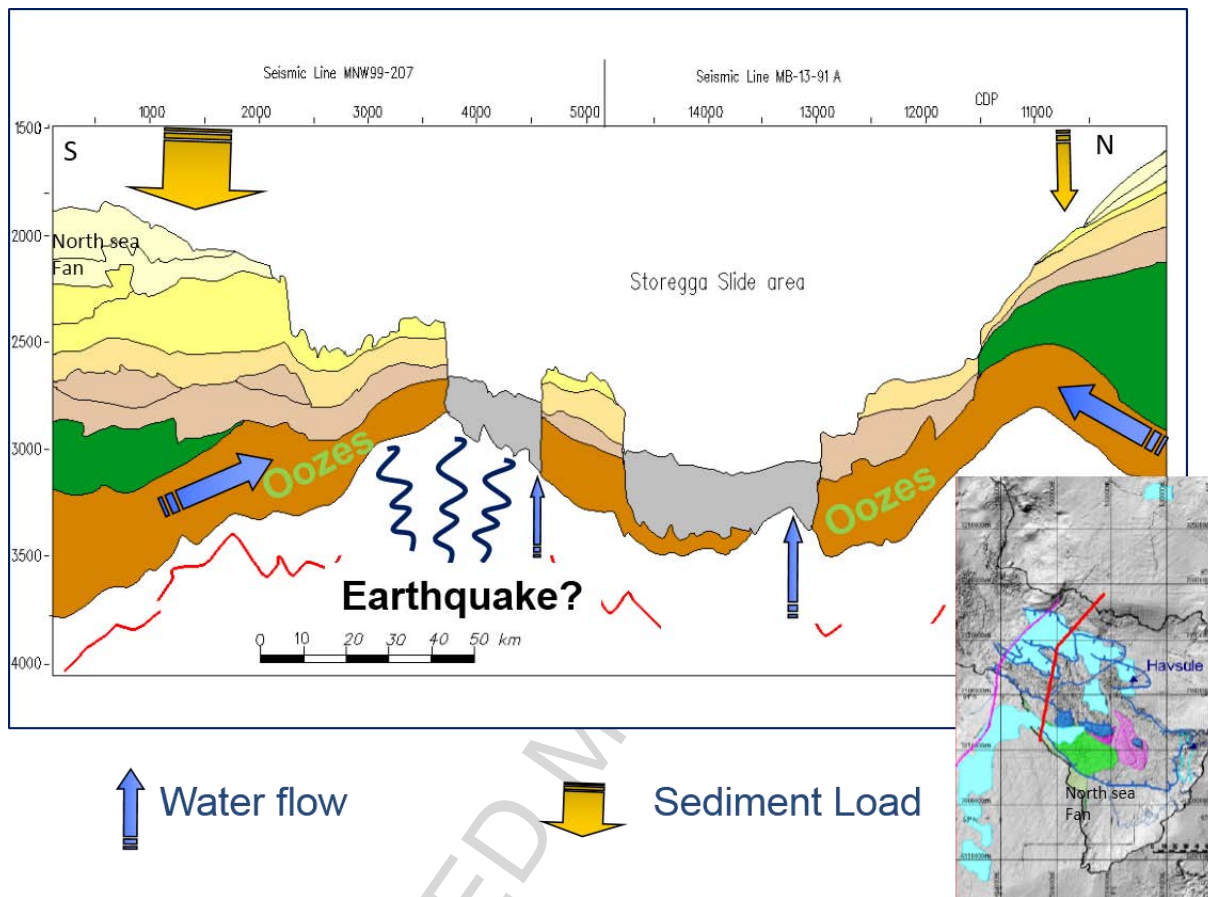 Seismic Line MNW99-207
Seismic Line MB-13-91 A
CDP
1000 2000 3000 4000 5000 14000 13000 12000 11000
1500
S
N
2000
North sea
Fan
Storegga Slide area
2500
3000
Oozes
Oozes
3500
Earthquake?
0 10 20 30 40 50 km
4000
Havsule
North sea
Fan
Water flow
Sediment Load
ED M